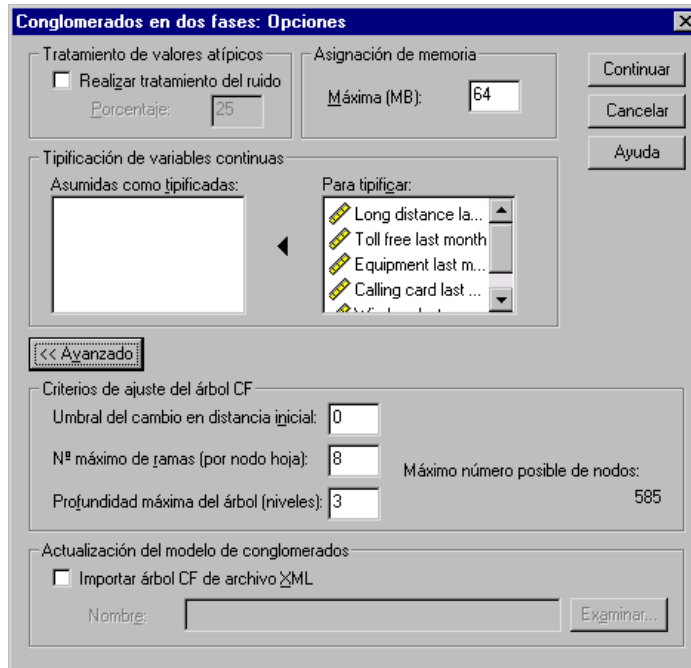 Conglomerados en dos fases: Opciones
Tratamiento de valores atípicos
Realizar tratamiento del ruido
Porcentaje: 25
Asignación de memoria
Máxima (MB): 64
Continuar
Cancelar
Ayuda
Tipificación de variables continuas
Asumidas como tipificadas:
Para tipificar:
Long distance la...
Toll free last month
Equipment last m...
Calling card last ...
<< Avanzado
Criterios de ajuste del árbol CF
Umbral del cambio en distancia inicial: 0
Nº máximo de ramas (por nodo hoja): 8
Profundidad máxima del árbol (niveles): 3
Máximo número posible de nodos:
585
Actualización del modelo de conglomerados
Importar árbol CF de archivo XML
Nombre:
Examinar...